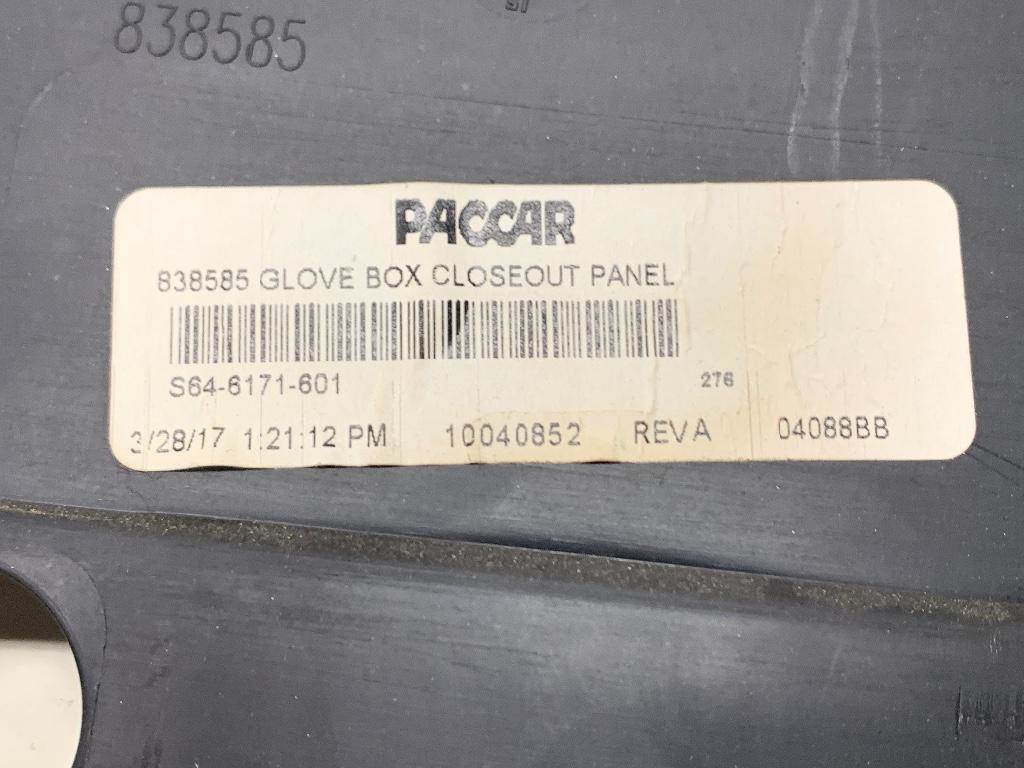 838585
PACCAR
838585 GLOVE BOX CLOSEOUT PANEL
S64-6171-601 276
3/28/17 1:21:12 PM 10040852 REV A 04088BB